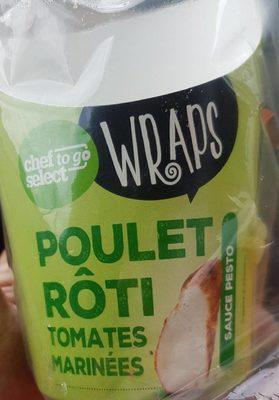 chef to go
select
WRAPS
POULET
RÔTI
TOMATES
MARINÉES
SAUCE PESTO